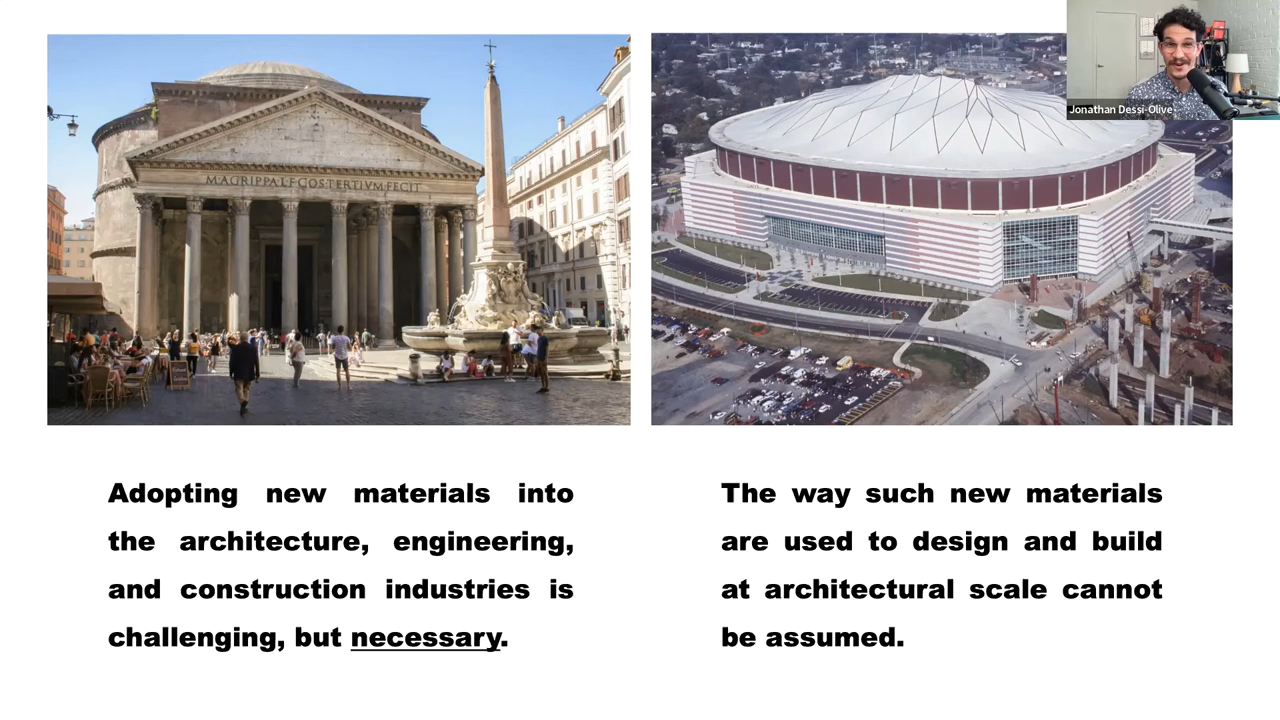 Jonathan Dessi-Olive
M·AGRIPPA·L·F·COS·TERTIVM·FECIT
Adopting new materials into
the architecture, engineering,
and construction industries is
challenging, but necessary.
The way such new materials
are used to design and build
at architectural scale cannot
be assumed.